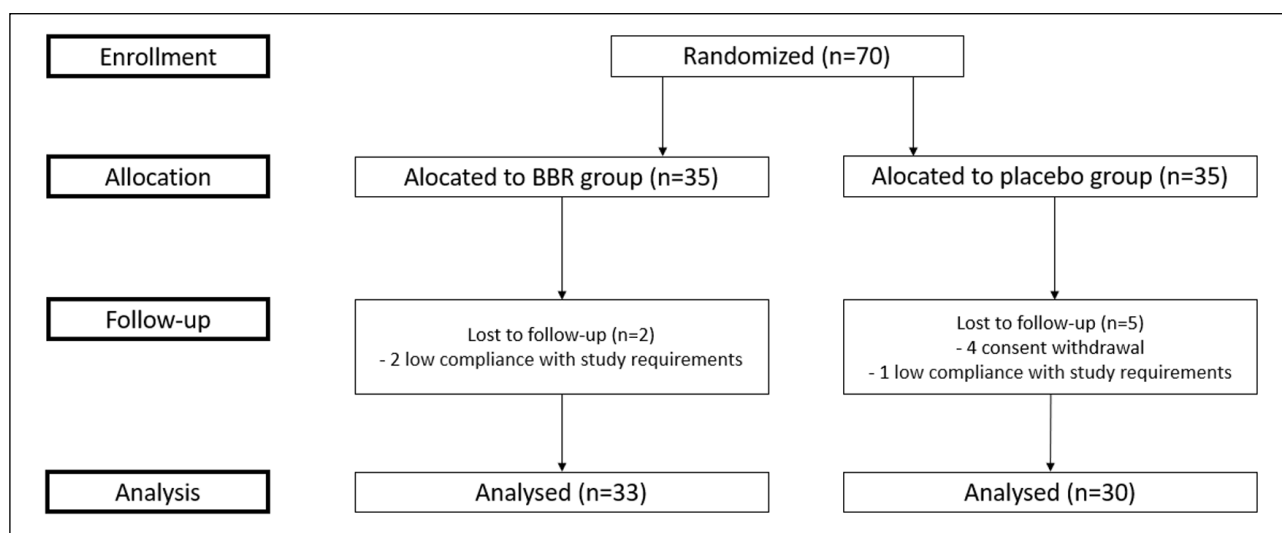 Enrollment
Randomized (n=70)
Allocation
Alocated to BBR group (n=35)
Alocated to placebo group (n=35)
Follow-up
Lost to follow-up (n=2)
- 2 low compliance with study requirements
Lost to follow-up (n=5)
- 4 consent withdrawal
- 1 low compliance with study requirements
Analysis
Analysed (n=33)
Analysed (n=30)